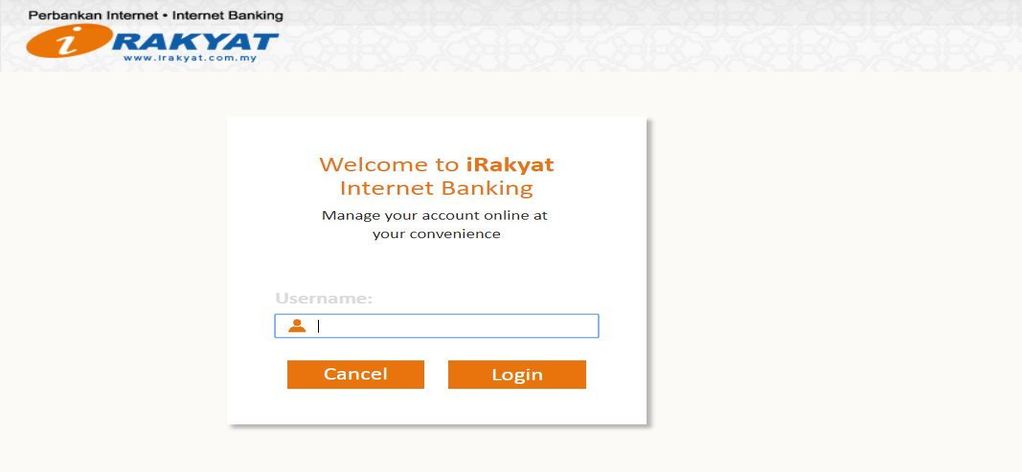 Perbankan Internet • Internet Banking
iRAKYAT
www.irakyat.com.my
Welcome to iRakyat
Internet Banking
Manage your account online at
your convenience
Username:
Cancel
Login